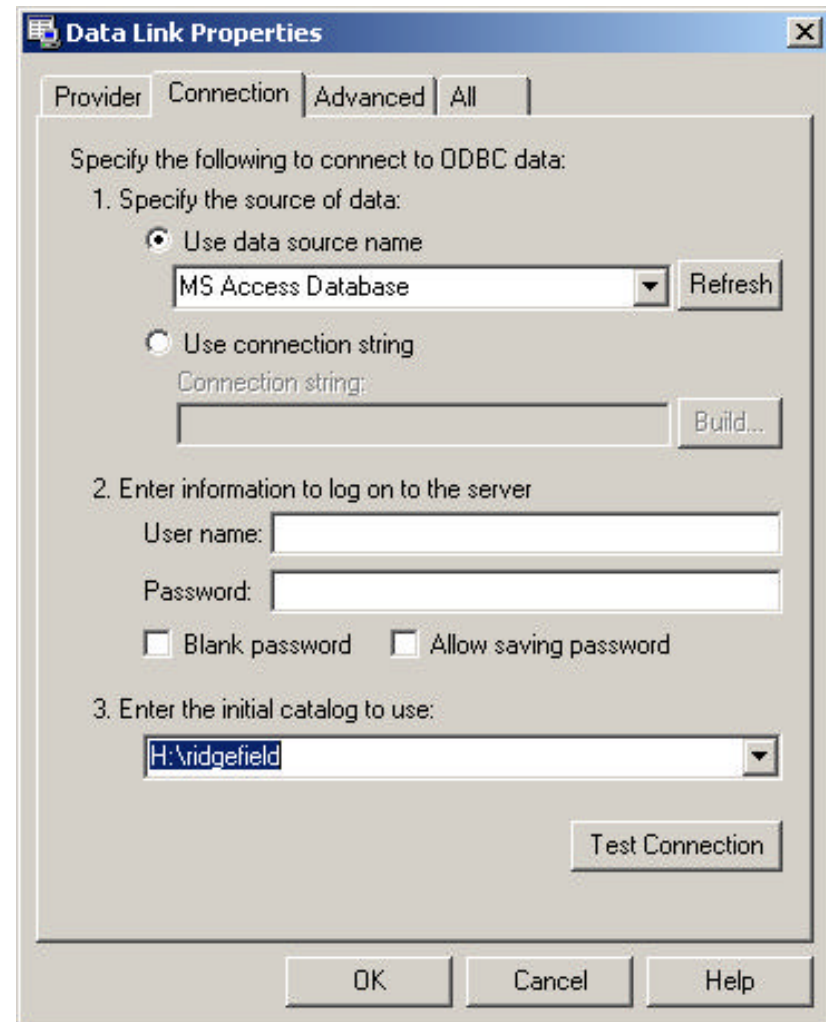 Data Link Properties
Provider Connection Advanced All
Specify the following to connect to ODBC data:
1. Specify the source of data:
Use data source name
MS Access Database Refresh
Use connection string
Connection string:
Build...
2. Enter information to log on to the server
User name:
Password:
Blank password Allow saving password
3. Enter the initial catalog to use:
H:\ridgefield
Test Connection
OK Cancel Help